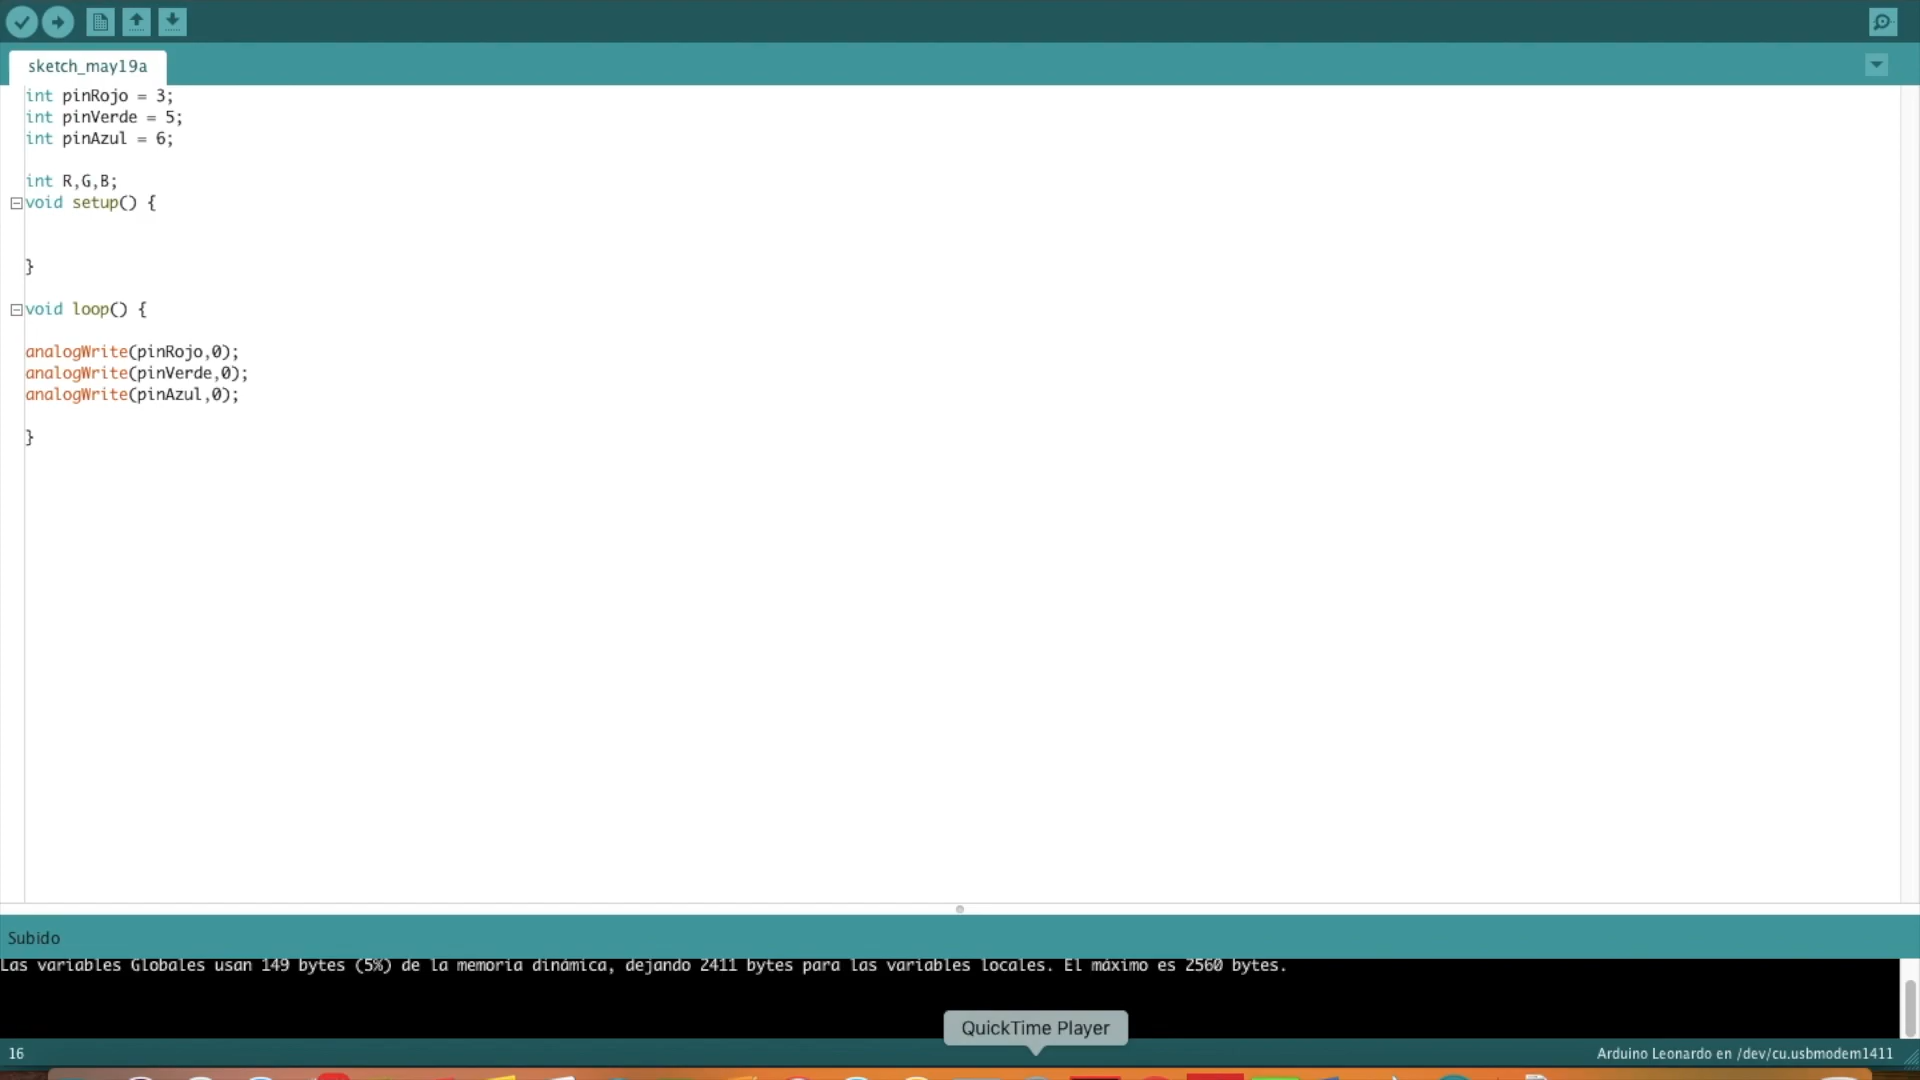 sketch_may19a
int pinRojo = 3;
int pinVerde = 5;
int pinAzul = 6;
int R,G,B;
void setup() {
}
void loop() {
analogWrite(pinRojo,0);
analogWrite(pinVerde,0);
analogWrite(pinAzul,0);
}
Subido
Las variables Globales usan 149 bytes (5%) de la memoria dinámica, dejando 2411 bytes para las variables locales. El máximo es 2560 bytes.
QuickTime Player
16
Arduino Leonardo en /dev/cu.usbmodem1411